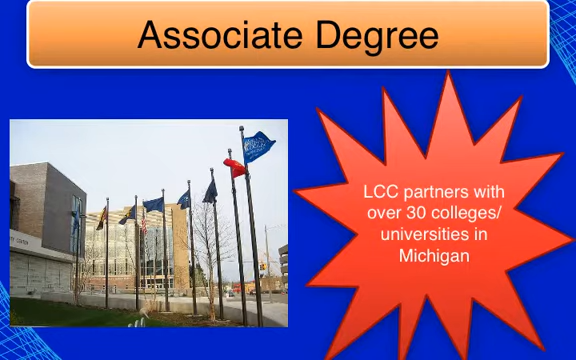 Associate Degree
LCC partners with
over 30 colleges/
universities in
Michigan